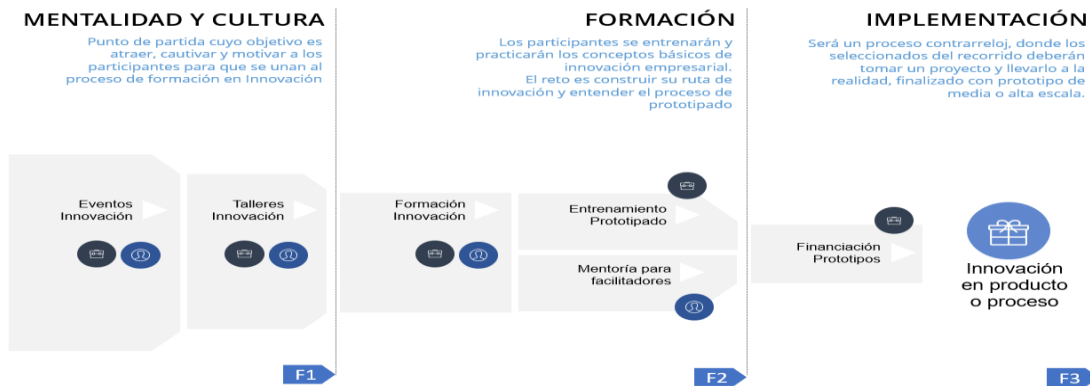 MENTALIDAD Y CULTURA
Punto de partida cuyo objetivo es
atraer, cautivar y motivar a los
participantes para que se unan al
proceso de formación en Innovación
Eventos
Innovación
Talleres
Innovación
F1
FORMACIÓN
Los participantes se entrenarán y
practicarán los conceptos básicos de
innovación empresarial.
El reto es construir su ruta de
innovación y entender el proceso de
prototipado
Formación
Innovación
Entrenamiento
Prototipado
Mentoría para
facilitadores
F2
IMPLEMENTACIÓN
Será un proceso contrarreloj, donde los
seleccionados del recorrido deberán
tomar un proyecto y llevarlo a la
realidad, finalizado con prototipo de
media o alta escala.
Financiación
Prototipos
Innovación
en producto
o proceso
F3